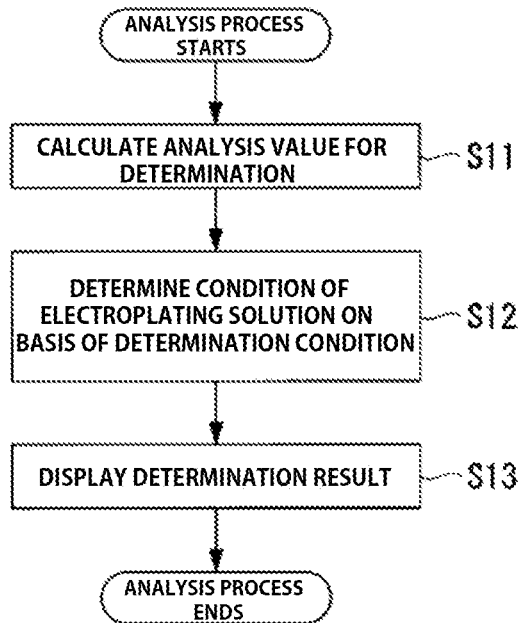 ANALYSIS PROCESS
STARTS
CALCULATE ANALYSIS VALUE FOR
DETERMINATION
S11
DETERMINE CONDITION OF
ELECTROPLATING SOLUTION ON
BASIS OF DETERMINATION CONDITION
S12
DISPLAY DETERMINATION RESULT
S13
ANALYSIS PROCESS
ENDS